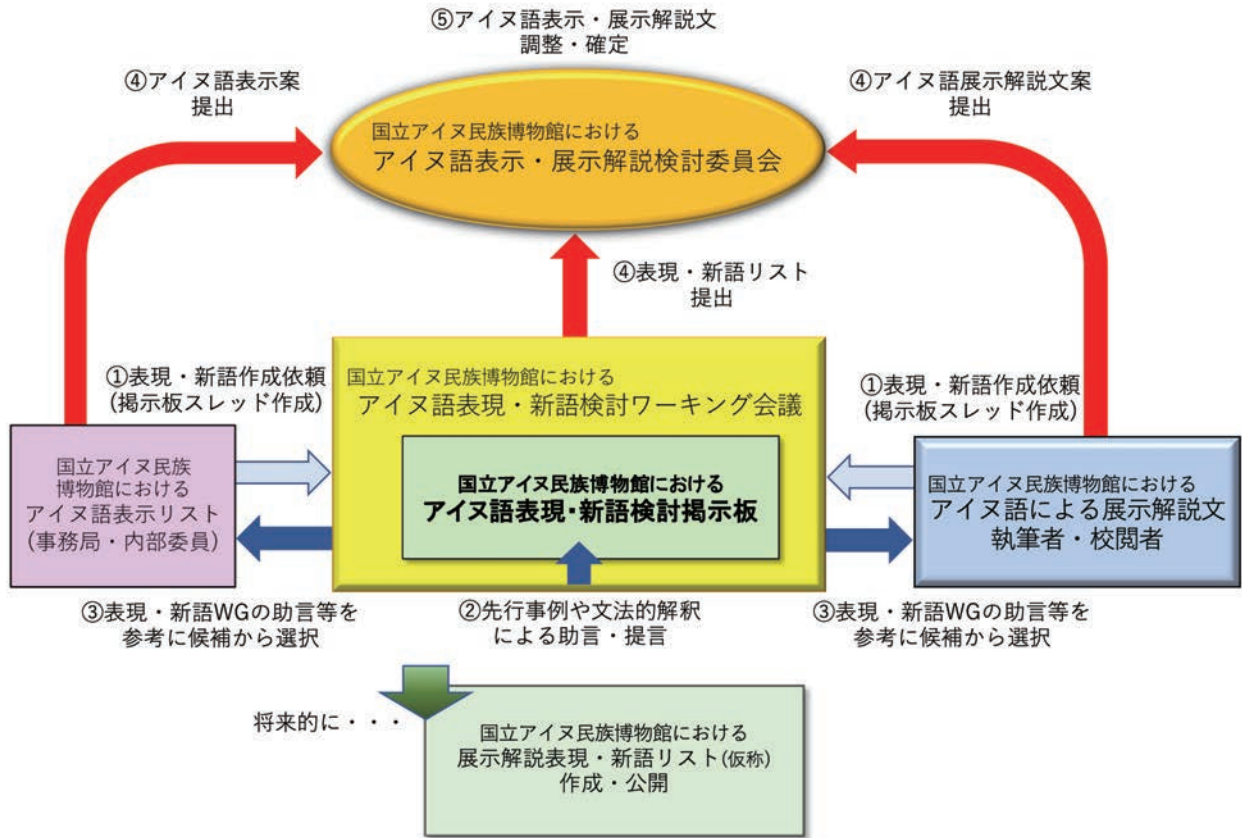 ⑤アイヌ語表示・展示解説文
調整・確定
④アイヌ語表示案
提出
④アイヌ語展示解説文案
提出
国立アイヌ民族博物館における
アイヌ語表示・展示解説検討委員会
④表現・新語リスト
提出
①表現・新語作成依頼
(掲示板スレッド作成)
国立アイヌ民族博物館における
アイヌ語表現・新語検討ワーキング会議
①表現・新語作成依頼
(掲示板スレッド作成)
国立アイヌ民族
博物館における
アイヌ語表示リスト
(事務局・内部委員)
国立アイヌ民族博物館における
アイヌ語表現・新語検討掲示板
国立アイヌ民族博物館における
アイヌ語による展示解説文
執筆者・校閲者
③表現・新語WGの助言等を
参考に候補から選択
②先行事例や文法的解釈
による助言・提言
③表現・新語WGの助言等を
参考に候補から選択
将来的に・・・
国立アイヌ民族博物館における
展示解説表現・新語リスト(仮称)
作成・公開